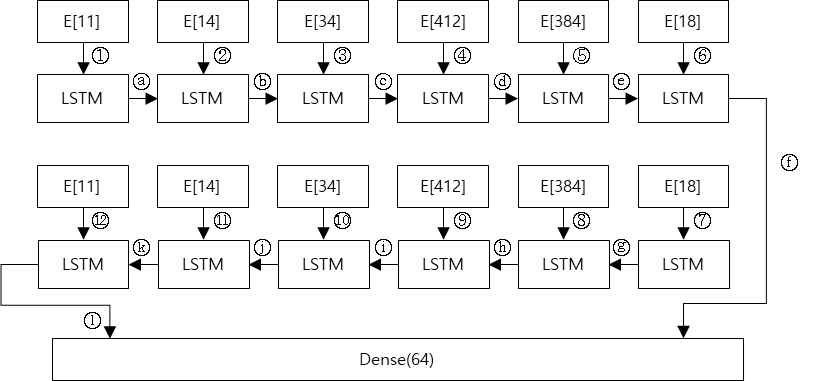 E[11] E[14] E[34] E[412] E[384] E[18]
① ② ③ ④ ⑤ ⑥
LSTM ⓐ LSTM ⓑ LSTM ⓒ LSTM ⓓ LSTM ⓔ LSTM
ⓕ
E[11] E[14] E[34] E[412] E[384] E[18]
⑫ ⑪ ⑩ ⑨ ⑧ ⑦
LSTM ⓚ LSTM ⓙ LSTM ⓘ LSTM ⓗ LSTM ⓖ LSTM
ⓛ
Dense(64)